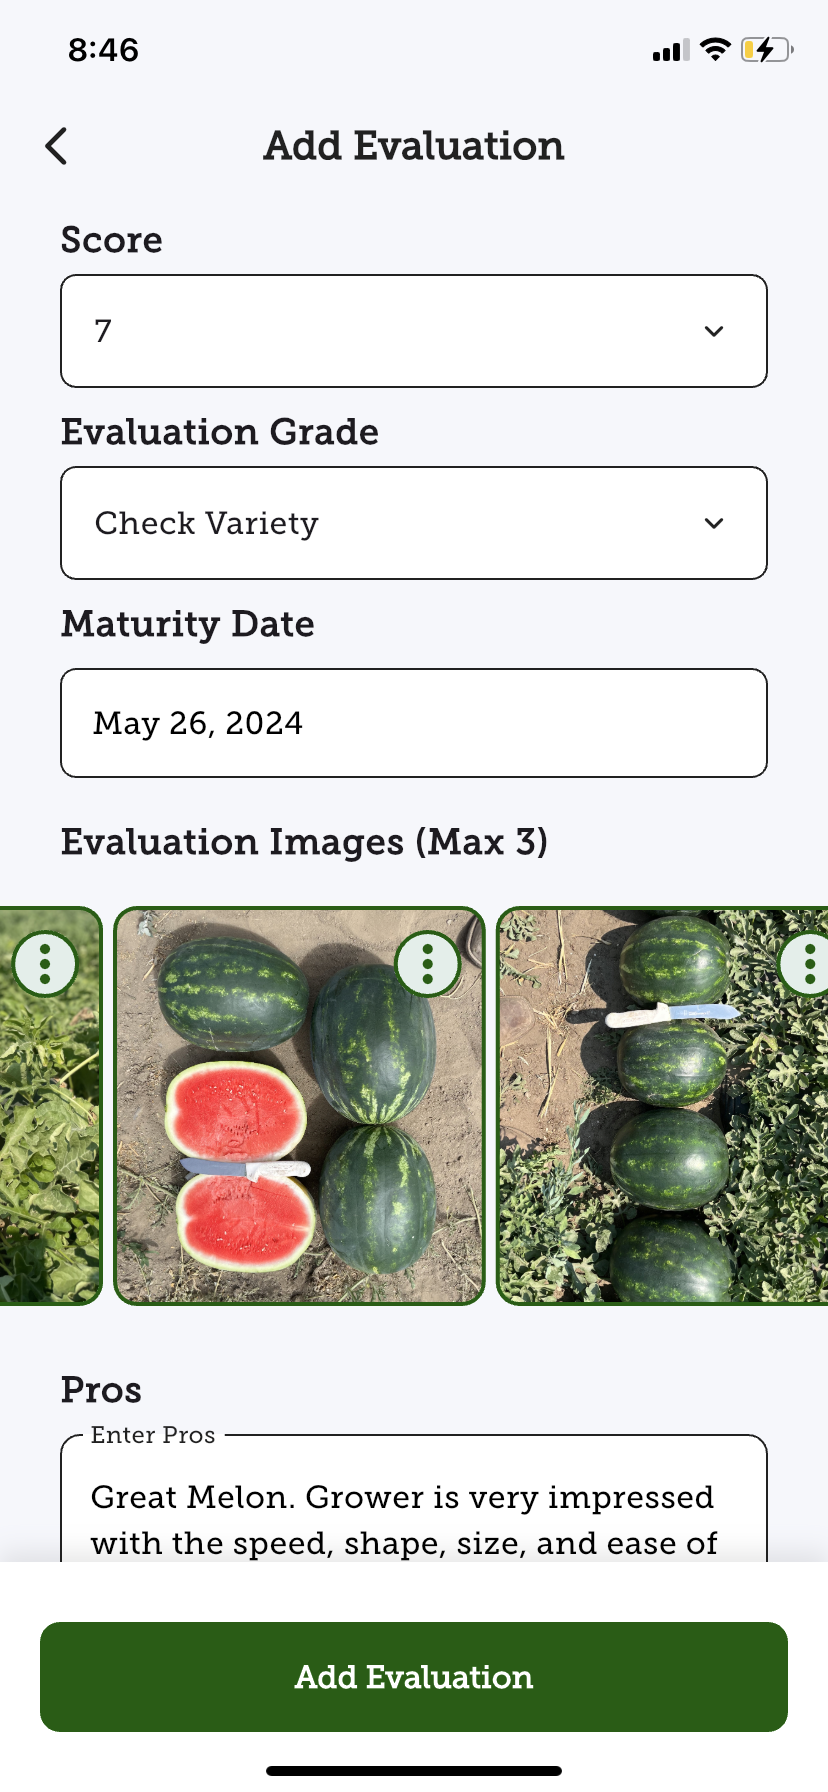 8:46
Add Evaluation
Score
7
Evaluation Grade
Check Variety
Maturity Date
May 26, 2024
Evaluation Images (Max 3)
Pros
Enter Pros
Great Melon. Grower is very impressed
with the speed, shape, size, and ease of
Add Evaluation